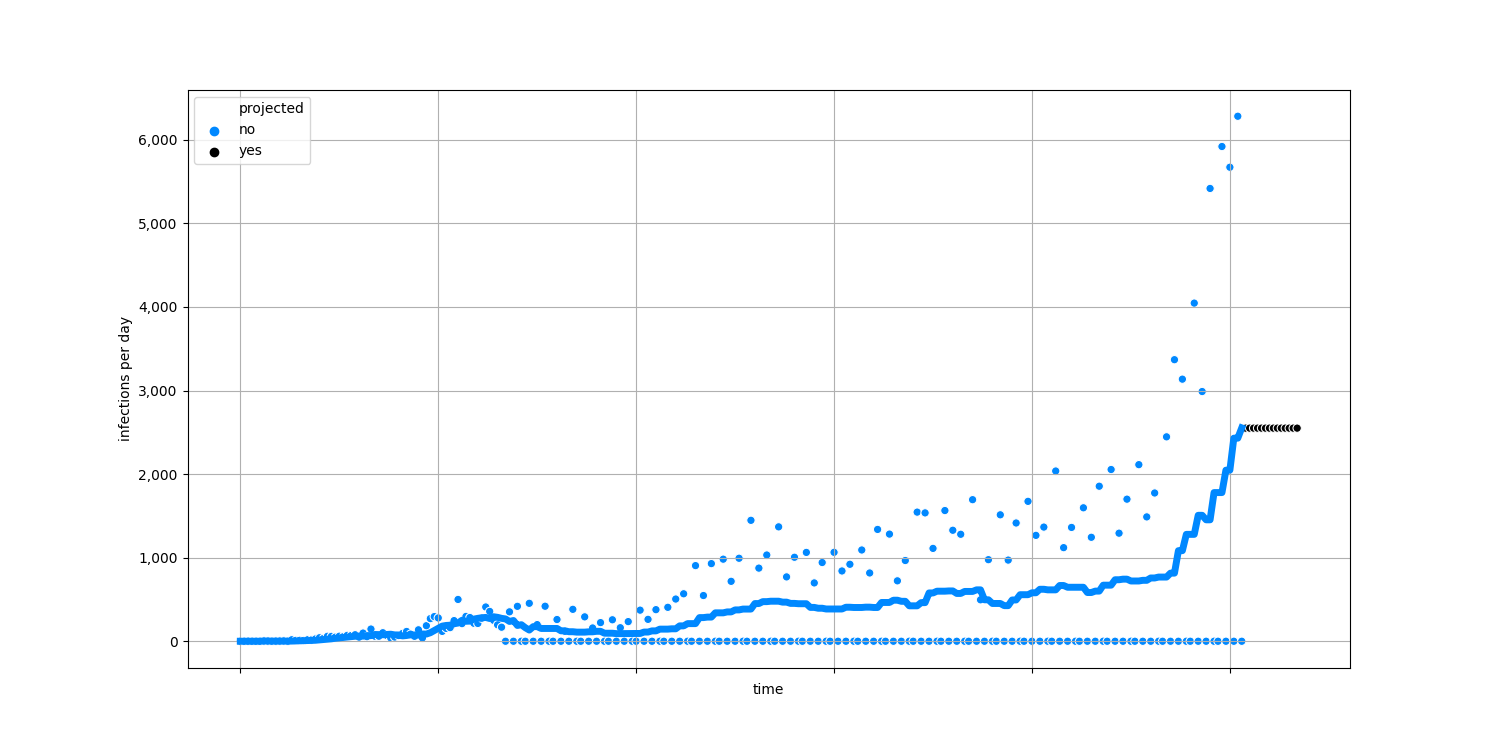 projected
no
yes
6,000
5,000
4,000
3,000
2,000
1,000
0
infections per day
time